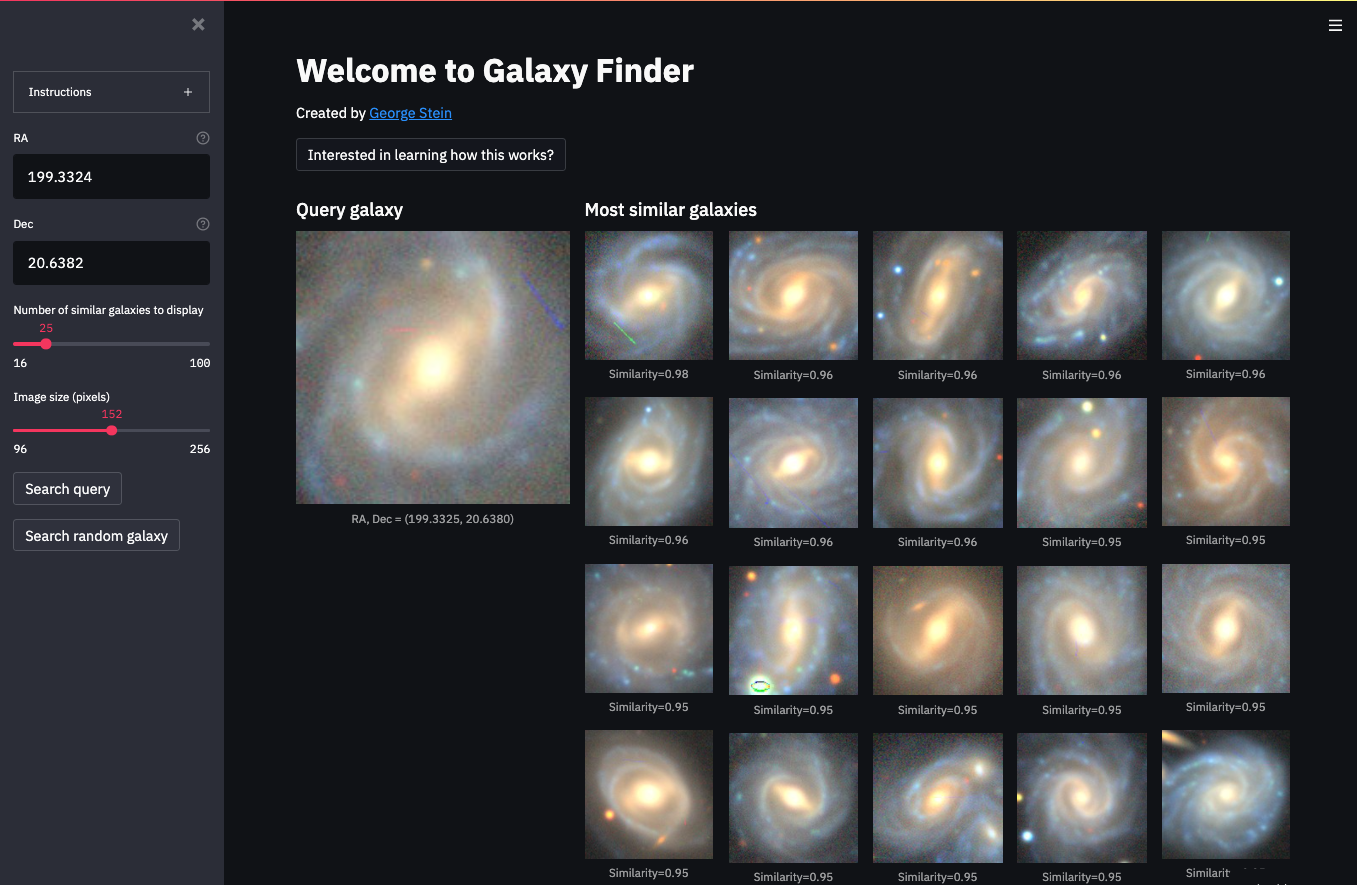 Instructions +
RA
199.3324
Dec
20.6382
Number of similar galaxies to display
25
16 100
Image size (pixels)
152
96 256
Search query
Search random galaxy
Welcome to Galaxy Finder
Created by George Stein
Interested in learning how this works?
Query galaxy
RA, Dec = (199.3325, 20.6380)
Most similar galaxies
Similarity=0.98 Similarity=0.96 Similarity=0.96 Similarity=0.96 Similarity=0.96
Similarity=0.96 Similarity=0.96 Similarity=0.96 Similarity=0.95 Similarity=0.95
Similarity=0.95 Similarity=0.95 Similarity=0.95 Similarity=0.95 Similarity=0.95
Similarity=0.95 Similarity=0.95 Similarity=0.95 Similarity=0.95